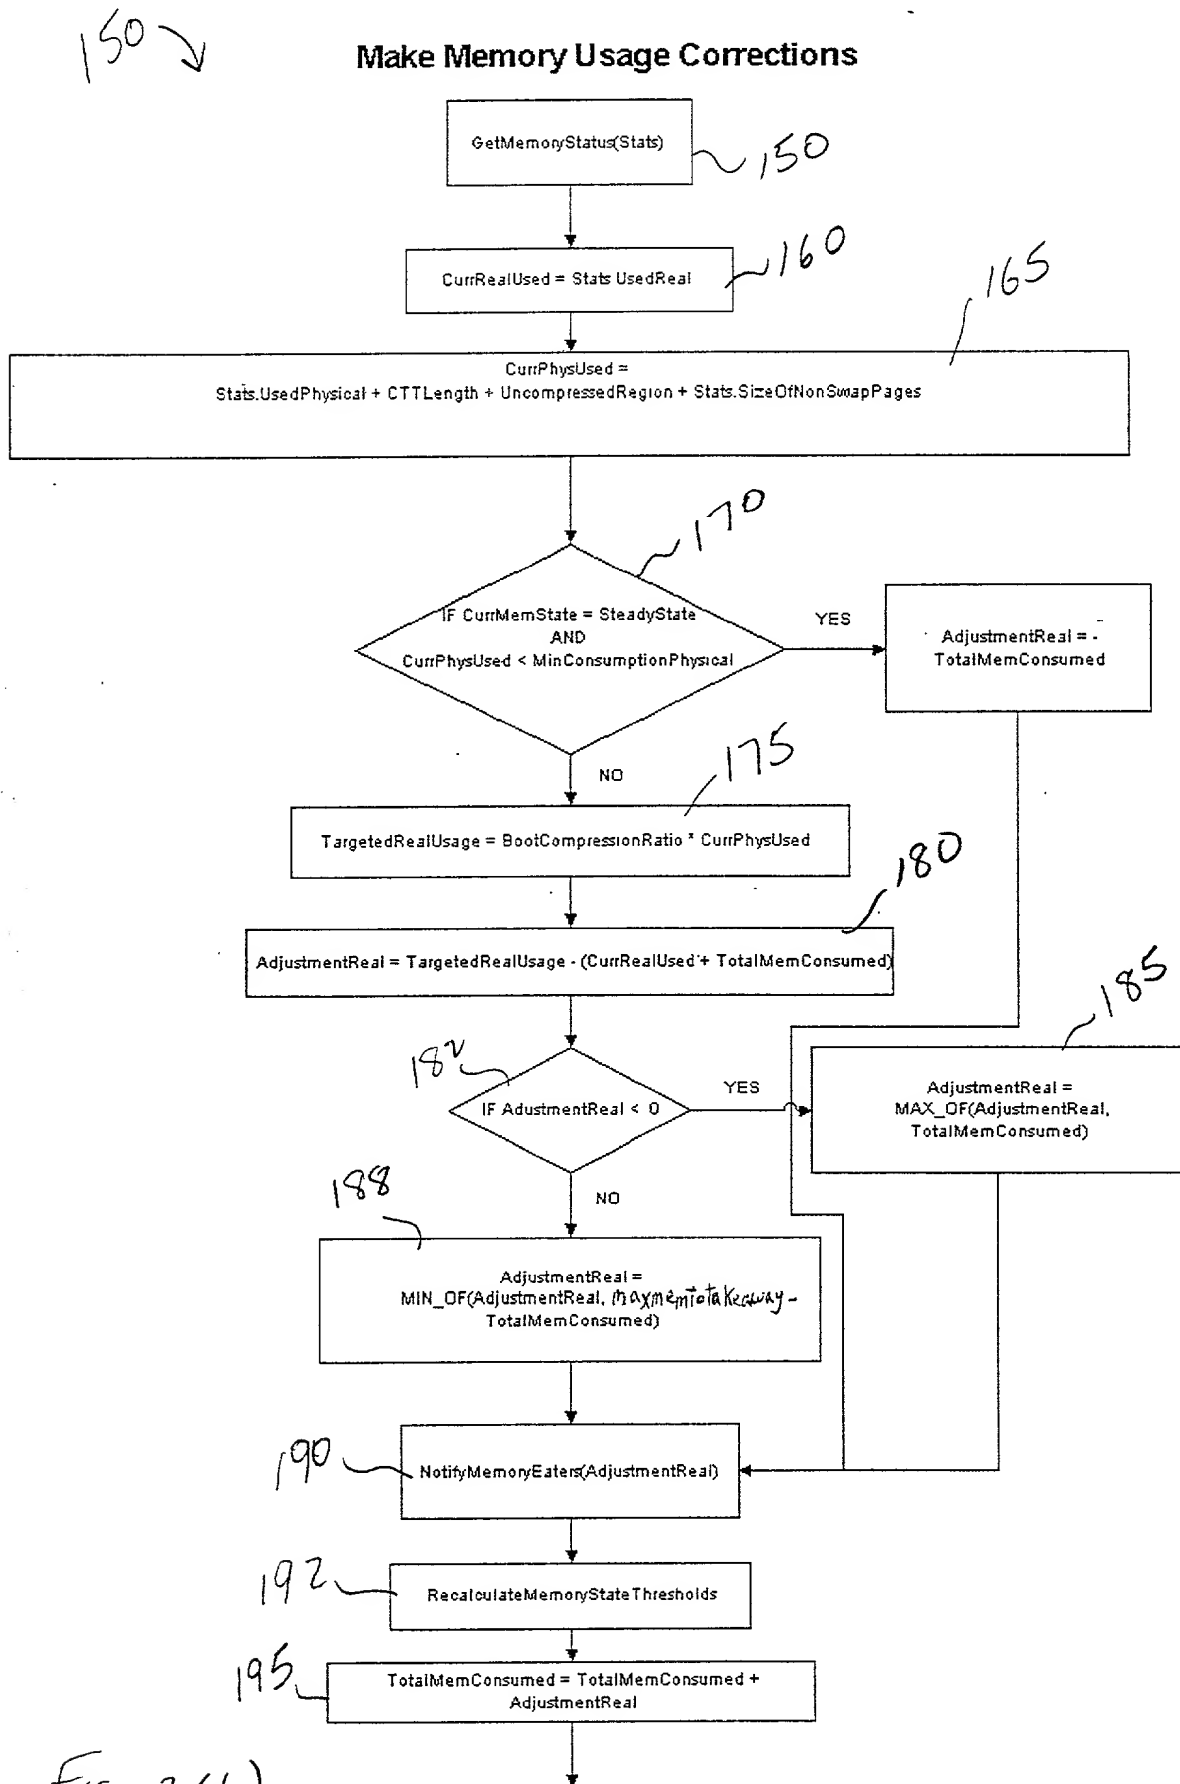 150
Make Memory Usage Corrections
GetMemoryStatus(Stats)
150
CurrRealUsed = Stats UsedReal
160
165
CurrPhysUsed =
Stats.UsedPhysical + CTTLength + UncompressedRegion + Stats.SizeOfNonSwapPages
170
IF CurrMemState = SteadyState
AND
CurrPhysUsed < MinConsumptionPhysical
YES
AdjustmentReal = -
TotalMemConsumed
NO
175
TargetedRealUsage = BootCompressionRatio * CurrPhysUsed
180
AdjustmentReal = TargetedRealUsage - (CurrRealUsed + TotalMemConsumed)
182
IF AdustmentReal < 0
YES
185
AdjustmentReal =
MAX_OF(AdjustmentReal,
TotalMemConsumed)
NO
188
AdjustmentReal =
MIN_OF(AdjustmentReal, maxmemtotakeaway -
TotalMemConsumed)
190
NotifyMemoryEaters(AdjustmentReal)
192
RecalculateMemoryStateThresholds
195
TotalMemConsumed = TotalMemConsumed +
AdjustmentReal